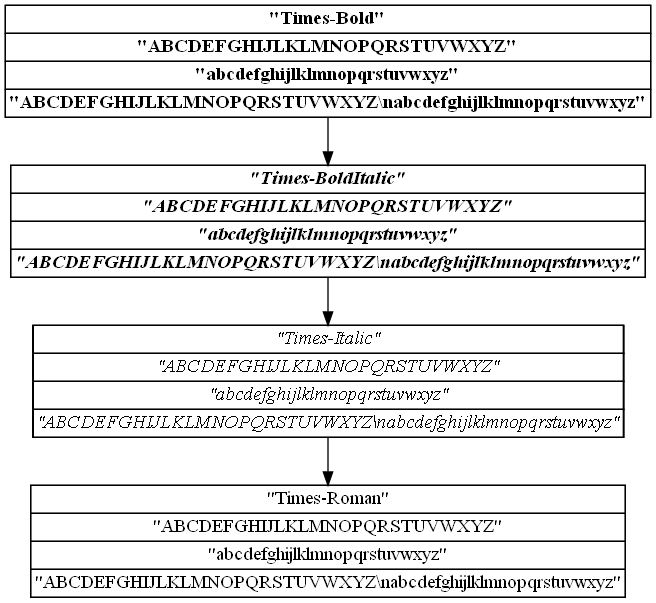 "Times-Bold"
"ABCDEFGHIJLKLMNOPQRSTUVWXYZ"
"abcdefghijlklmnopqrstuvwxyz"
"ABCDEFGHIJLKLMNOPQRSTUVWXYZ\nabcdefghijlklmnopqrstuvwxyz"
"Times-BoldItalic"
"ABCDEFGHIJLKLMNOPQRSTUVWXYZ"
"abcdefghijlklmnopqrstuvwxyz"
"ABCDEFGHIJLKLMNOPQRSTUVWXYZ\nabcdefghijlklmnopqrstuvwxyz"
"Times-Italic"
"ABCDEFGHIJLKLMNOPQRSTUVWXYZ"
"abcdefghijlklmnopqrstuvwxyz"
"ABCDEFGHIJLKLMNOPQRSTUVWXYZ\nabcdefghijlklmnopqrstuvwxyz"
"Times-Roman"
"ABCDEFGHIJLKLMNOPQRSTUVWXYZ"
"abcdefghijlklmnopqrstuvwxyz"
"ABCDEFGHIJLKLMNOPQRSTUVWXYZ\nabcdefghijlklmnopqrstuvwxyz"